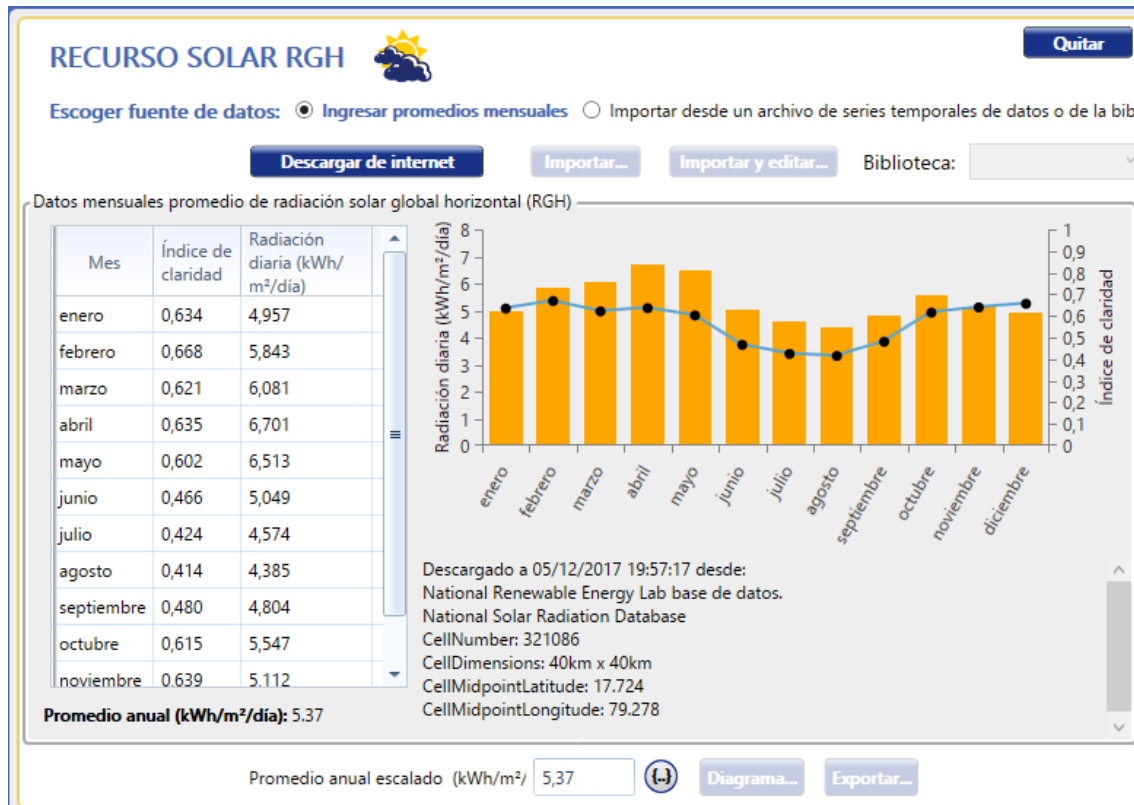 RECURSO SOLAR RGH
Quitar
Escoger fuente de datos: Ingresar promedios mensuales Importar desde un archivo de series temporales de datos o de la bib
Descargar de internet Importar... Importar y editar... Biblioteca:
Datos mensuales promedio de radiación solar global horizontal (RGH)
Mes Índice de claridad Radiación diaria (kWh/m²/día)
enero 0,634 4,957
febrero 0,668 5,843
marzo 0,621 6,081
abril 0,635 6,701
mayo 0,602 6,513
junio 0,466 5,049
julio 0,424 4,574
agosto 0,414 4,385
septiembre 0,480 4,804
octubre 0,615 5,547
noviembre 0,639 5,112
Promedio anual (kWh/m²/día): 5.37
Radiación diaria (kWh/m²/día)
8
7
6
5
4
3
2
1
0
1
0,9
0,8
0,7
0,6
0,5
0,4
0,3
0,2
0,1
0
Índice de claridad
enero febrero marzo abril mayo junio julio agosto septiembre octubre noviembre diciembre
Descargado a 05/12/2017 19:57:17 desde:
National Renewable Energy Lab base de datos.
National Solar Radiation Database
CellNumber: 321086
CellDimensions: 40km x 40km
CellMidpointLatitude: 17.724
CellMidpointLongitude: 79.278
Promedio anual escalado (kWh/m²/ 5,37 {..} Diagrama... Exportar...